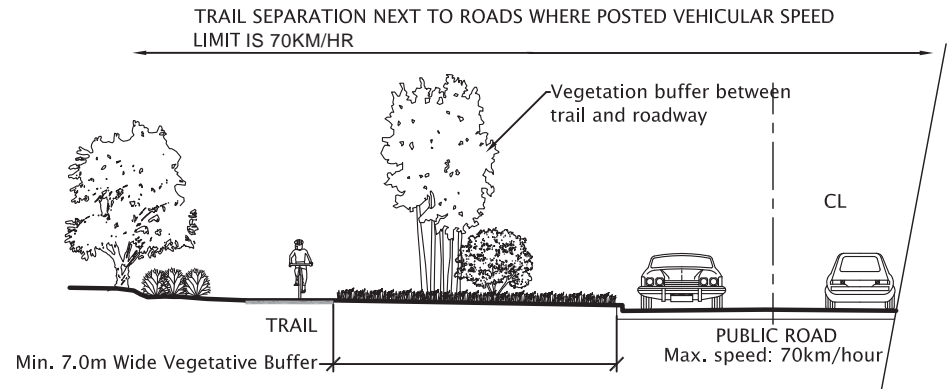 TRAIL SEPARATION NEXT TO ROADS WHERE POSTED VEHICULAR SPEED
LIMIT IS 70KM/HR
Vegetation buffer between
trail and roadway
CL
TRAIL
PUBLIC ROAD
Max. speed: 70km/hour
Min. 7.0m Wide Vegetative Buffer